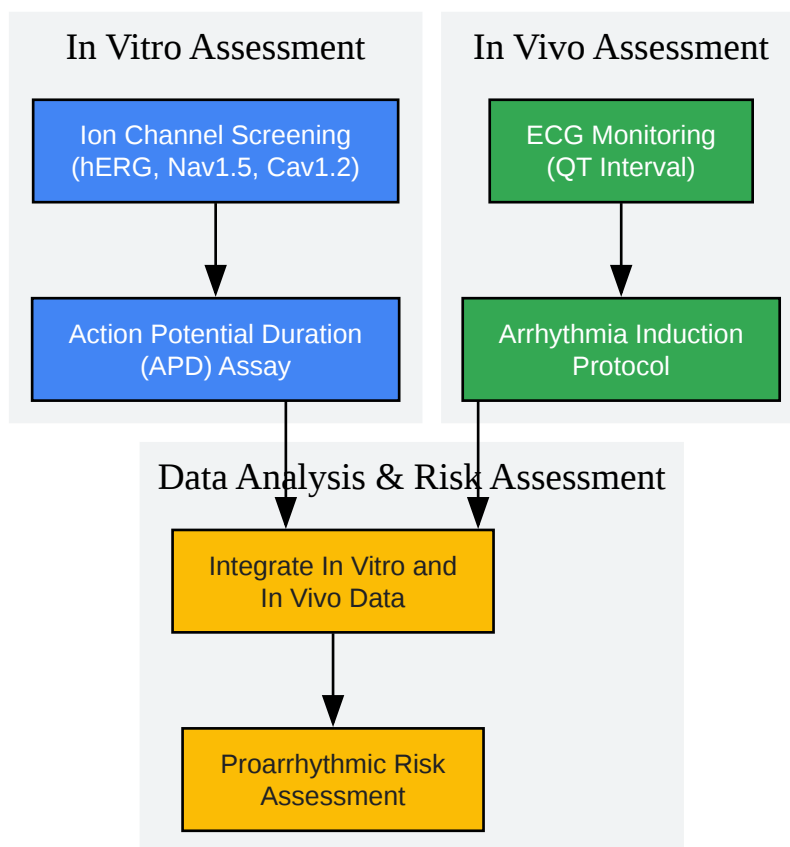 In Vitro Assessment
Ion Channel Screening
(hERG, Nav1.5, Cav1.2)
Action Potential Duration
(APD) Assay
In Vivo Assessment
ECG Monitoring
(QT Interval)
Arrhythmia Induction
Protocol
Data Analysis & Risk Assessment
Integrate In Vitro and
In Vivo Data
Proarrhythmic Risk
Assessment